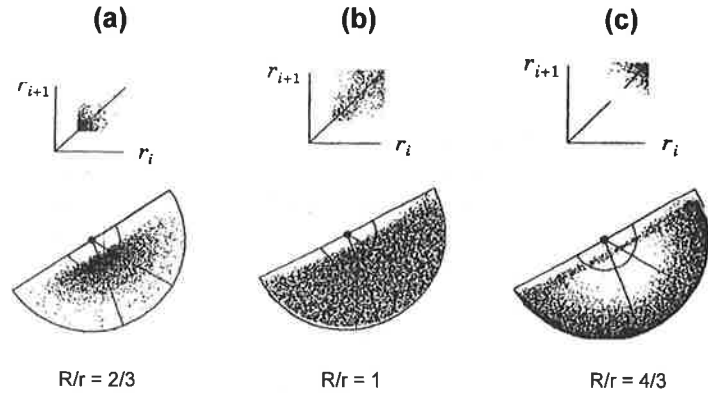 (a) (b) (c)
r_{i+1} r_{i+1} r_{i+1}
r_i r_i r_i
R/r = 2/3 R/r = 1 R/r = 4/3